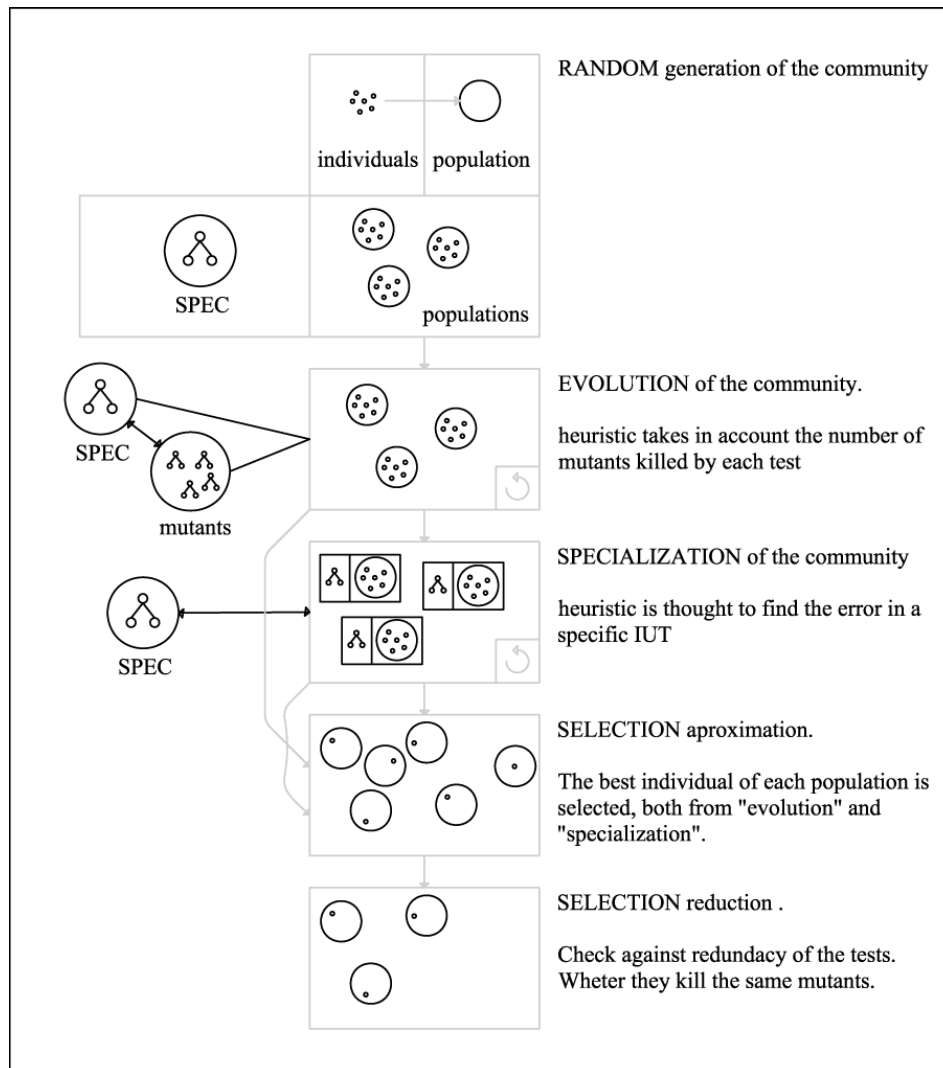 RANDOM generation of the community
individuals
population
SPEC
populations
EVOLUTION of the community.
heuristic takes in account the number of
mutants killed by each test
SPEC
mutants
SPECIALIZATION of the community
heuristic is thought to find the error in a
specific IUT
SPEC
SELECTION aproximation.
The best individual of each population is
selected, both from "evolution" and
"specialization".
SELECTION reduction .
Check against redundacy of the tests.
Wheter they kill the same mutants.